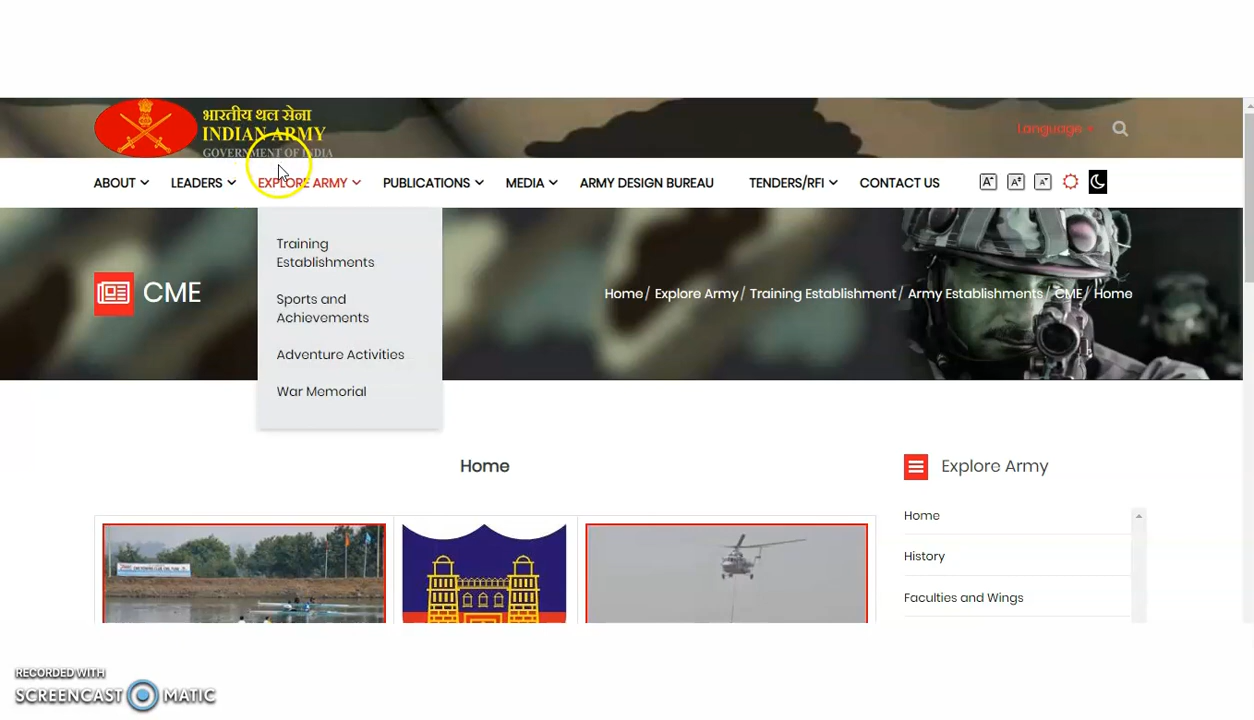 भारतीय थल सेना
INDIAN ARMY
GOVERNMENT OF INDIA
Language
ABOUT LEADERS EXPLORE ARMY PUBLICATIONS MEDIA ARMY DESIGN BUREAU TENDERS/RFI CONTACT US A+ A± A-
Training
Establishments
Sports and
Achievements
Adventure Activities
War Memorial
CME
Home/ Explore Army/ Training Establishment/ Army Establishments/ CME/ Home
Home
Explore Army
Home
History
Faculties and Wings
RECORDED WITH
SCREENCAST MATIC